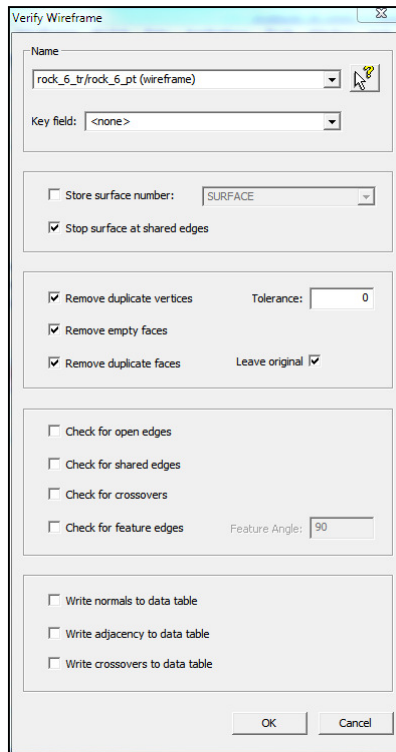 Verify Wireframe
Name
rock_6_tr/rock_6_pt (wireframe)
Key field: <none>
Store surface number: SURFACE
Stop surface at shared edges
Remove duplicate vertices Tolerance: 0
Remove empty faces
Remove duplicate faces Leave original
Check for open edges
Check for shared edges
Check for crossovers
Check for feature edges Feature Angle: 90
Write normals to data table
Write adjacency to data table
Write crossovers to data table
OK Cancel